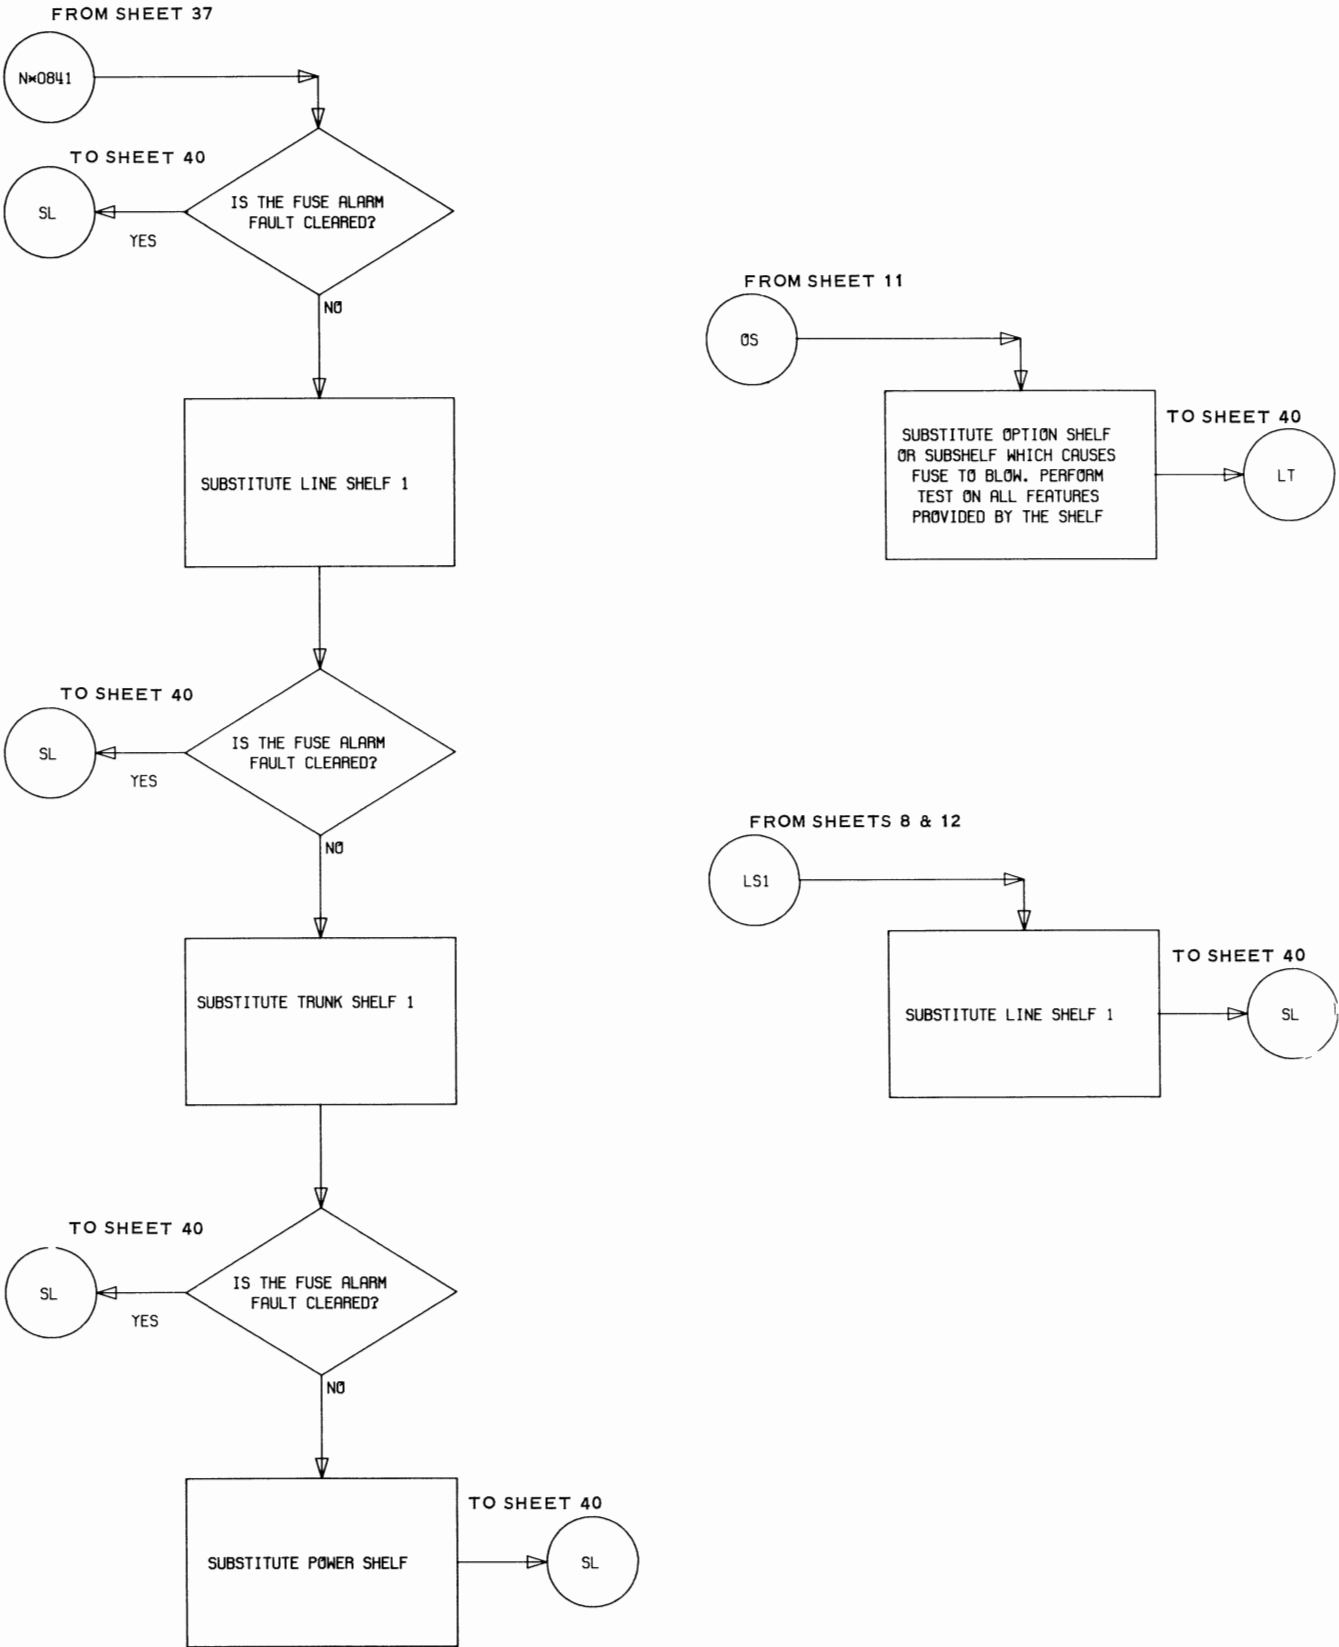 FROM SHEET 37
N*0841
TO SHEET 40
SL
YES
IS THE FUSE ALARM
FAULT CLEARED?
NO
SUBSTITUTE LINE SHELF 1
TO SHEET 40
SL
YES
IS THE FUSE ALARM
FAULT CLEARED?
NO
SUBSTITUTE TRUNK SHELF 1
TO SHEET 40
SL
YES
IS THE FUSE ALARM
FAULT CLEARED?
NO
SUBSTITUTE POWER SHELF
TO SHEET 40
SL
FROM SHEET 11
OS
SUBSTITUTE OPTION SHELF
OR SUBSHELF WHICH CAUSES
FUSE TO BLOW. PERFORM
TEST ON ALL FEATURES
PROVIDED BY THE SHELF
TO SHEET 40
LT
FROM SHEETS 8 & 12
LS1
SUBSTITUTE LINE SHELF 1
TO SHEET 40
SL